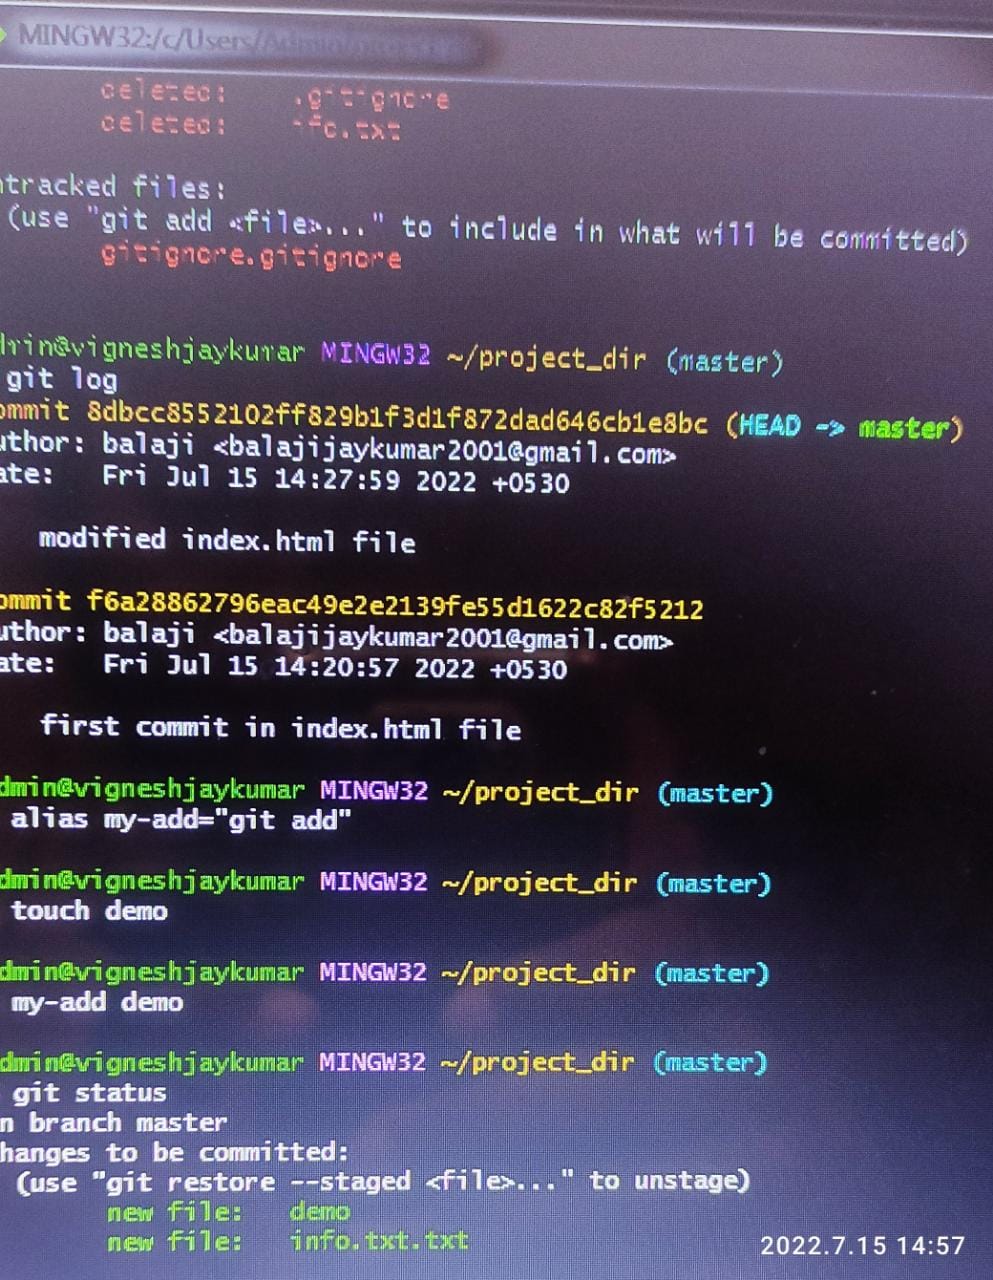 MINGW32:/c/Users/Admin/
deleted: .gitignore
deleted:
ntracked files:
(use "git add <file>..." to include in what will be committed)
gitignore.gitignore
dmin@vigneshjaykumar MINGW32 ~/project_dir (master)
git log
ommit 8dbcc8552102ff829b1f3d1f872dad646cb1e8bc (HEAD -> master)
uthor: balaji <balajijaykumar2001@gmail.com>
ate: Fri Jul 15 14:27:59 2022 +0530
modified index.html file
ommit f6a28862796eac49e2e2139fe55d1622c82f5212
uthor: balaji <balajijaykumar2001@gmail.com>
ate: Fri Jul 15 14:20:57 2022 +0530
first commit in index.html file
dmin@vigneshjaykumar MINGW32 ~/project_dir (master)
alias my-add="git add"
dmin@vigneshjaykumar MINGW32 ~/project_dir (master)
touch demo
dmin@vigneshjaykumar MINGW32 ~/project_dir (master)
my-add demo
dmin@vigneshjaykumar MINGW32 ~/project_dir (master)
git status
n branch master
hanges to be committed:
(use "git restore --staged <file>..." to unstage)
new file: demo
new file: info.txt.txt
2022.7.15 14:57